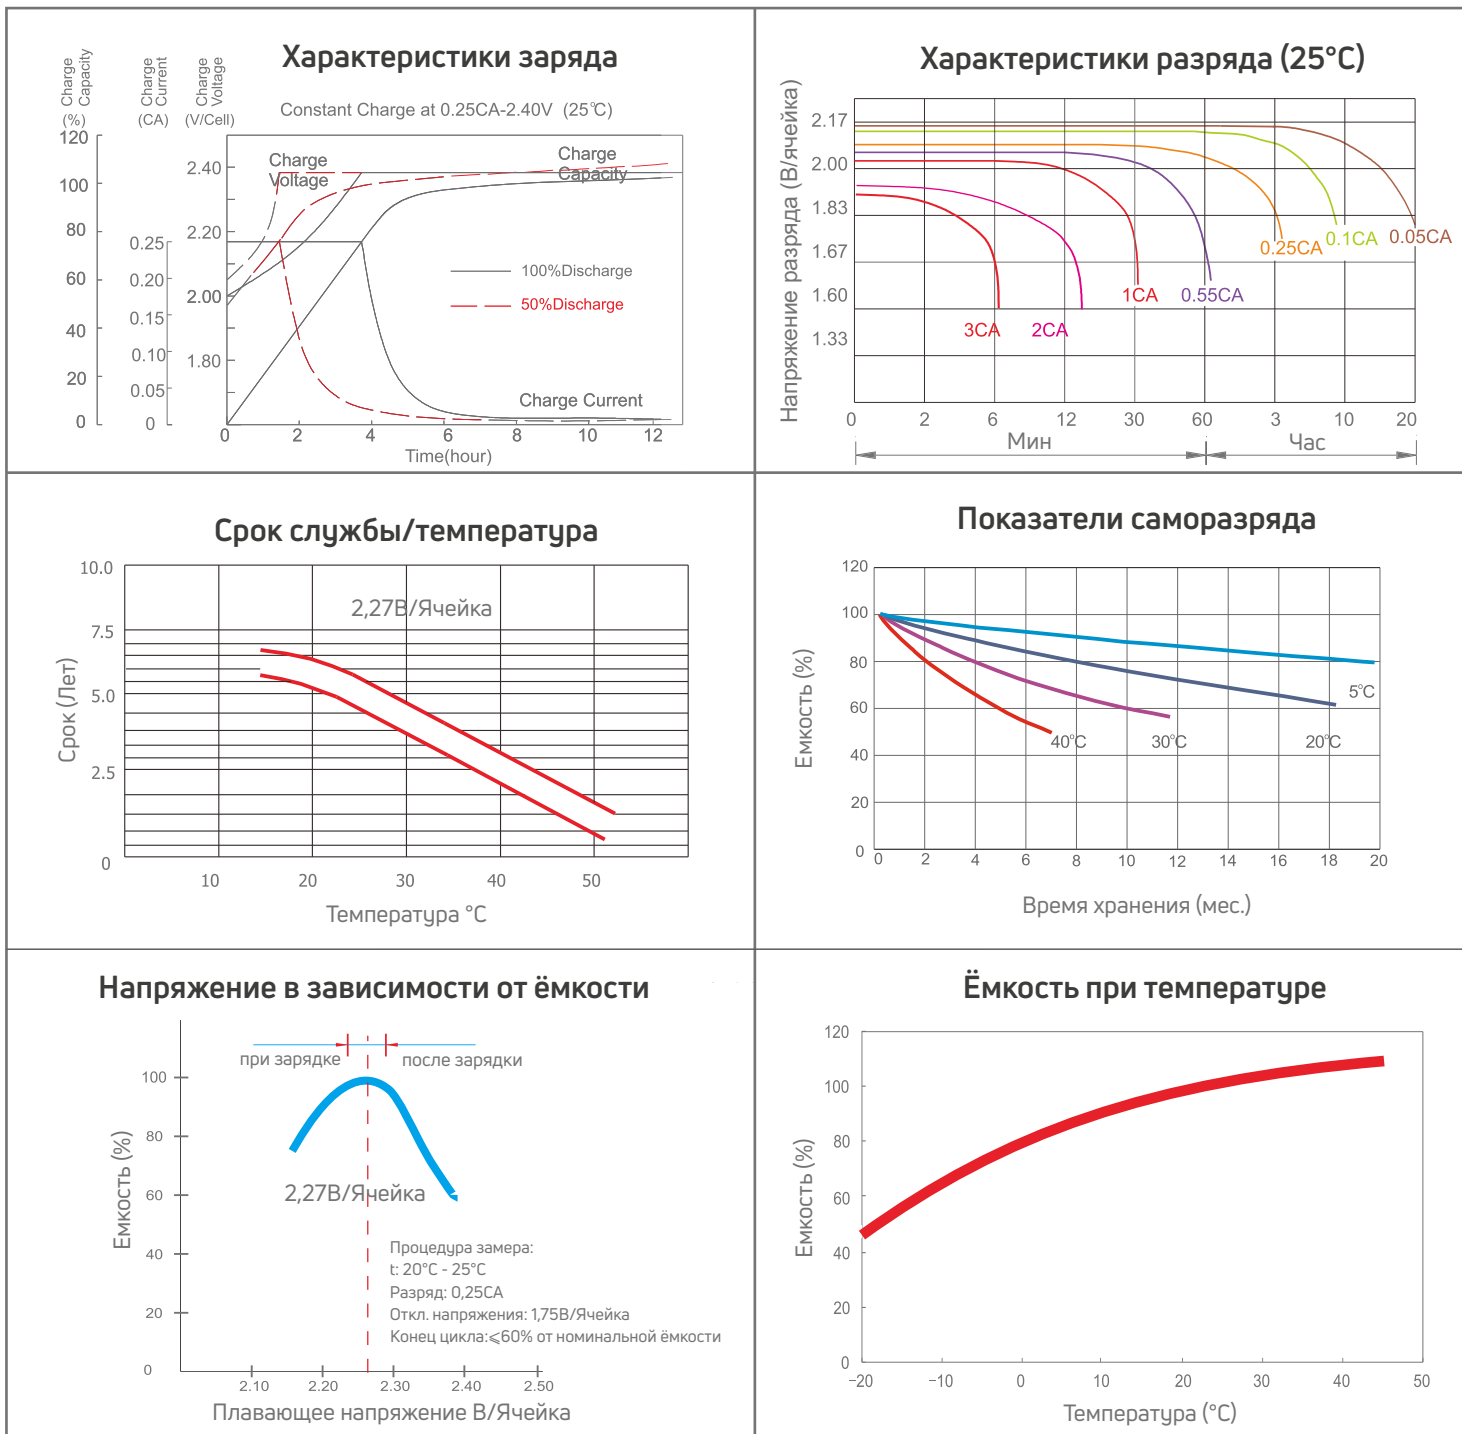 Характеристики заряда
Charge
Capacity
(%)
Charge
Current
(CA)
Charge
Voltage
(V/Cell)
Constant Charge at 0.25CA-2.40V (25°C)
120
100
80
60
40
20
0
0.25
0.20
0.15
0.10
0.05
0
2.40
2.20
2.00
1.80
Charge
Voltage
Charge
Capacity
100%Discharge
50%Discharge
Charge Current
0 2 4 6 8 10 12
Time(hour)
Характеристики разряда (25°C)
Напряжение разряда (В/ячейка)
2.17
2.00
1.83
1.67
1.60
1.33
3CA
2CA
1CA
0.55CA
0.25CA
0.1CA
0.05CA
0 2 6 12 30 60 3 10 20
Мин
Час
Срок службы/температура
Срок (Лет)
10.0
7.5
5.0
2.5
0
2,27В/Ячейка
10 20 30 40 50
Температура °C
Показатели саморазряда
Емкость (%)
120
100
80
60
40
20
0
5°C
40°C
30°C
20°C
0 2 4 6 8 10 12 14 16 18 20
Время хранения (мес.)
Напряжение в зависимости от ёмкости
при зарядке
после зарядки
Емкость (%)
100
80
60
40
20
0
2,27В/Ячейка
Процедура замера:
t: 20°C - 25°C
Разряд: 0,25CA
Откл. напряжения: 1,75В/Ячейка
Конец цикла:⩽60% от номинальной ёмкости
2.10 2.20 2.30 2.40 2.50
Плавающее напряжение В/Ячейка
Ёмкость при температуре
Емкость (%)
120
100
80
60
40
20
0
−20 −10 0 10 20 30 40 50
Температура (°C)